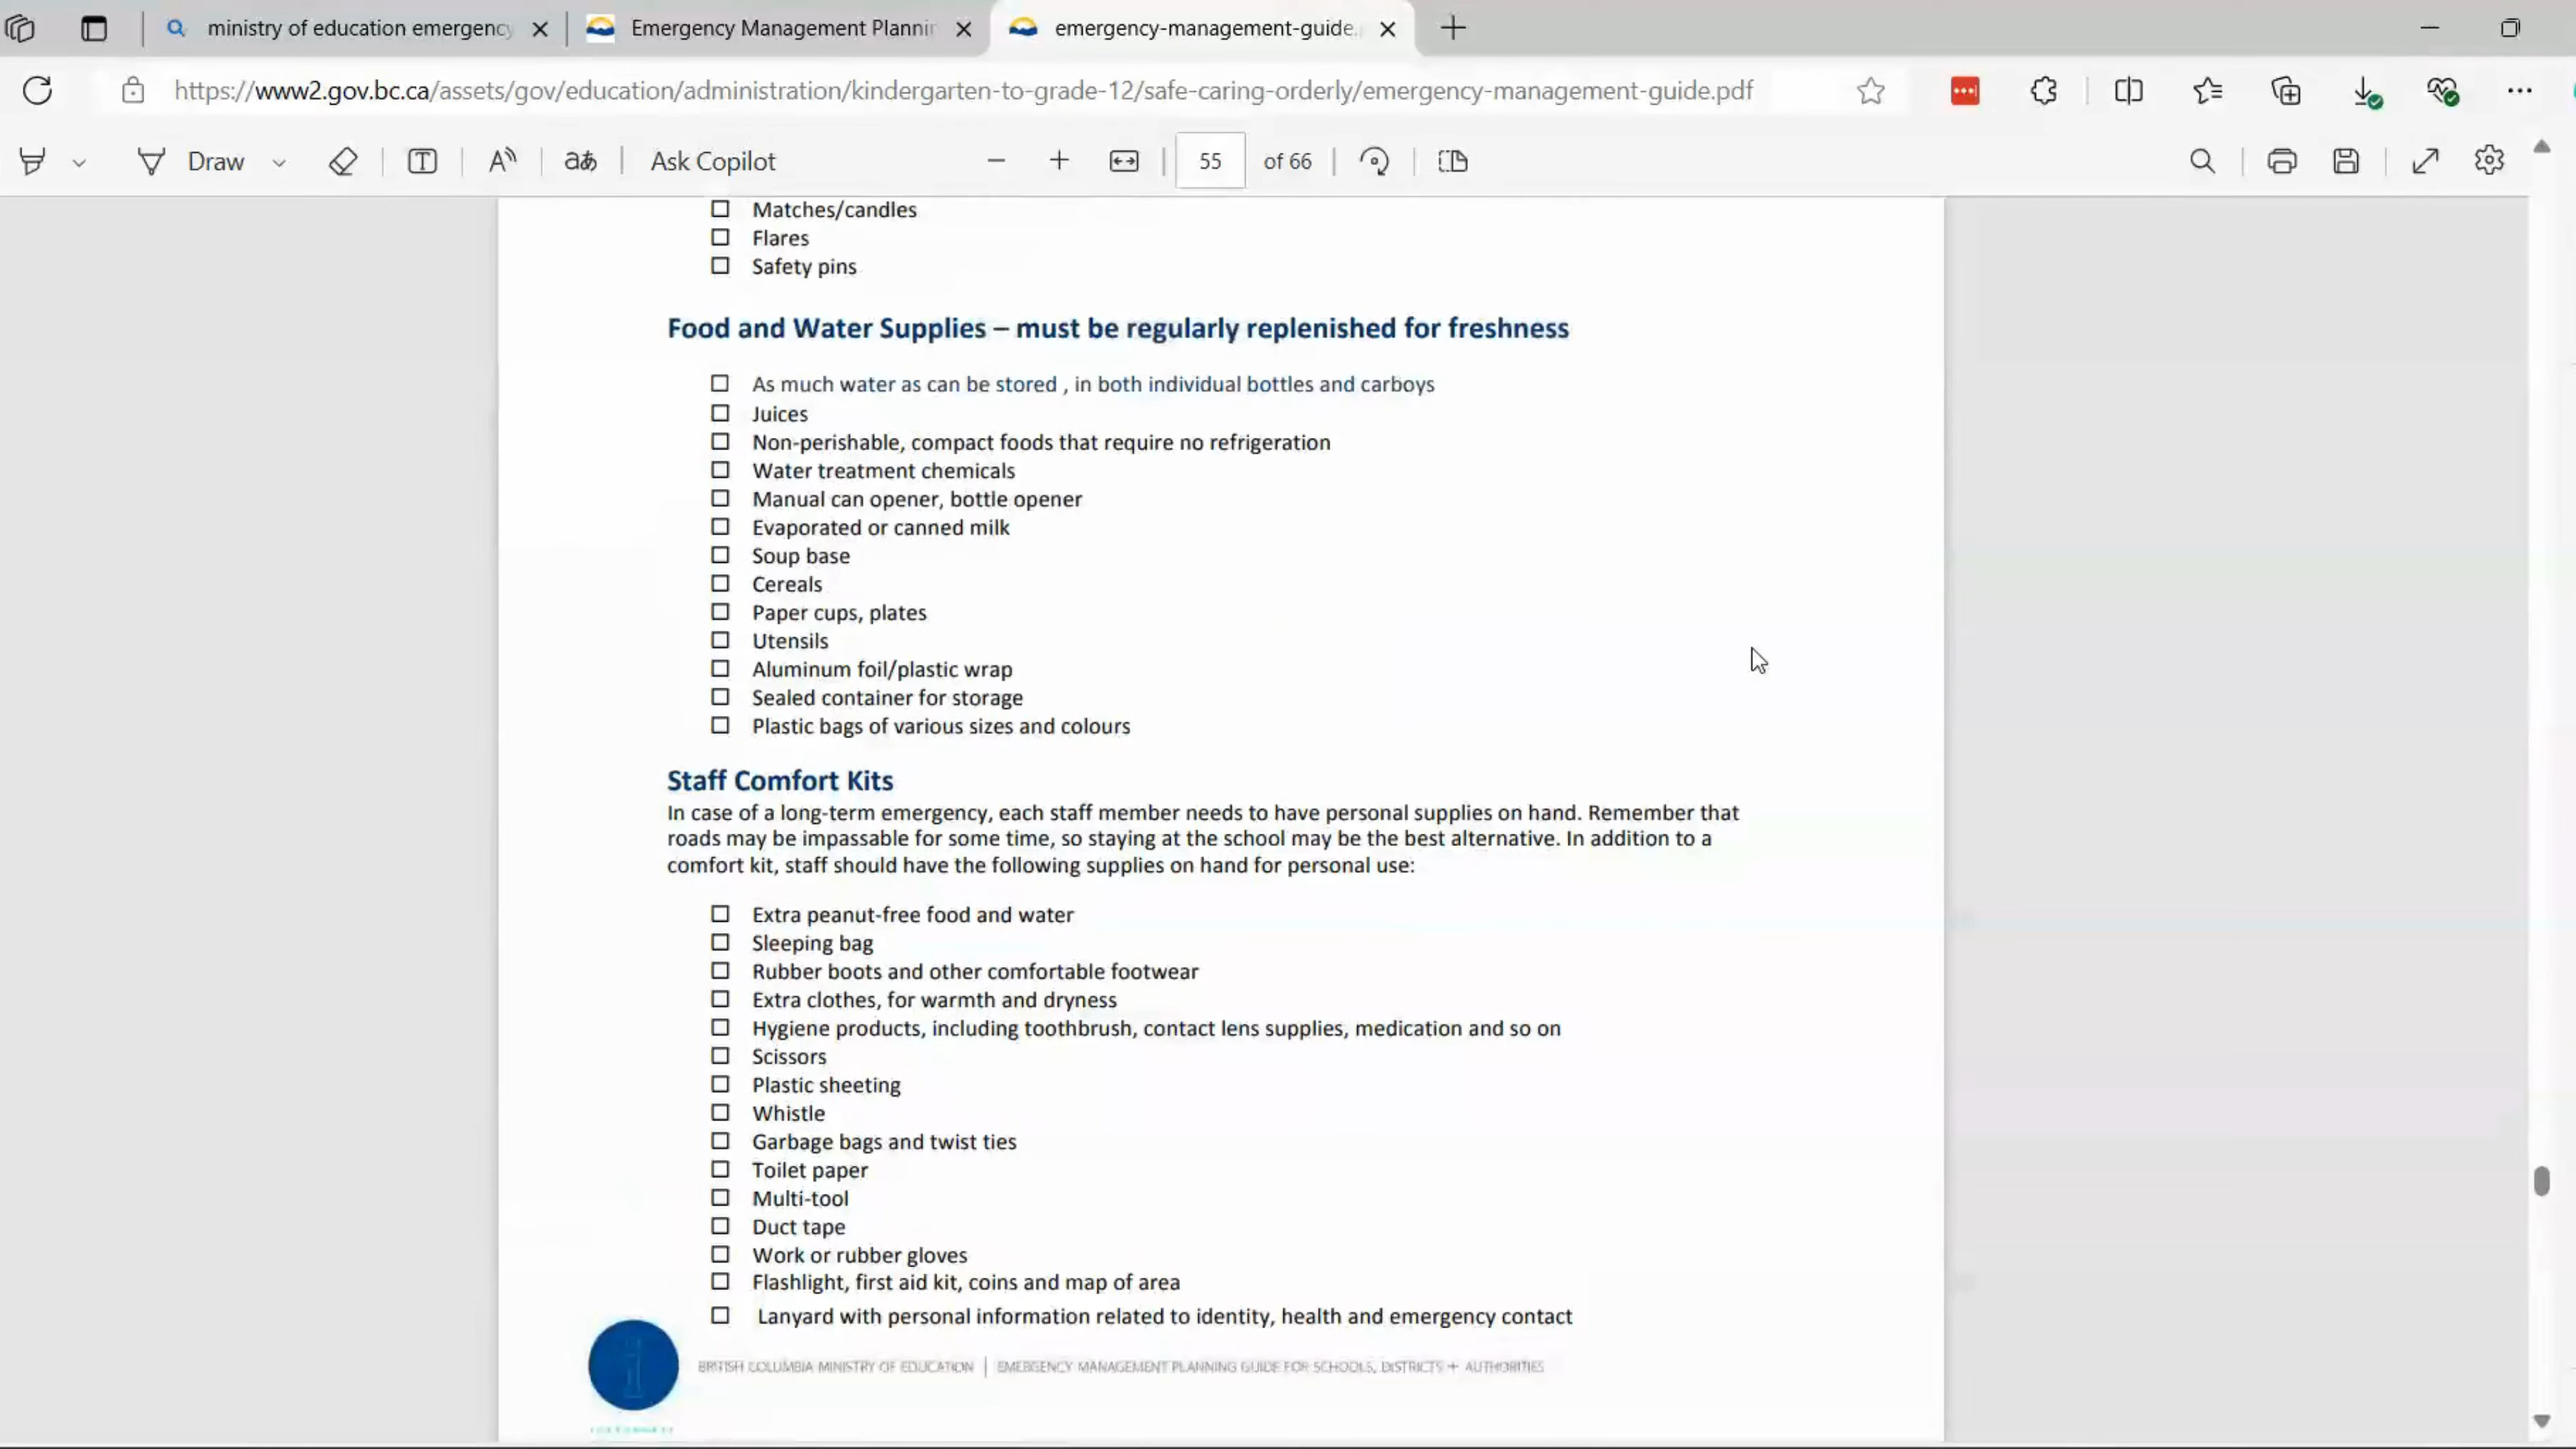 ministry of education emergency
Emergency Management Plannin
emergency-management-guide.
https://www2.gov.bc.ca/assets/gov/education/administration/kindergarten-to-grade-12/safe-caring-orderly/emergency-management-guide.pdf
Draw
Ask Copilot
55 of 66
Matches/candles
Flares
Safety pins
Food and Water Supplies – must be regularly replenished for freshness
As much water as can be stored , in both individual bottles and carboys
Juices
Non-perishable, compact foods that require no refrigeration
Water treatment chemicals
Manual can opener, bottle opener
Evaporated or canned milk
Soup base
Cereals
Paper cups, plates
Utensils
Aluminum foil/plastic wrap
Sealed container for storage
Plastic bags of various sizes and colours
Staff Comfort Kits
In case of a long-term emergency, each staff member needs to have personal supplies on hand. Remember that
roads may be impassable for some time, so staying at the school may be the best alternative. In addition to a
comfort kit, staff should have the following supplies on hand for personal use:
Extra peanut-free food and water
Sleeping bag
Rubber boots and other comfortable footwear
Extra clothes, for warmth and dryness
Hygiene products, including toothbrush, contact lens supplies, medication and so on
Scissors
Plastic sheeting
Whistle
Garbage bags and twist ties
Toilet paper
Multi-tool
Duct tape
Work or rubber gloves
Flashlight, first aid kit, coins and map of area
Lanyard with personal information related to identity, health and emergency contact
BRITISH COLUMBIA MINISTRY OF EDUCATION | EMERGENCY MANAGEMENT PLANNING GUIDE FOR SCHOOLS, DISTRICTS + AUTHORITIES